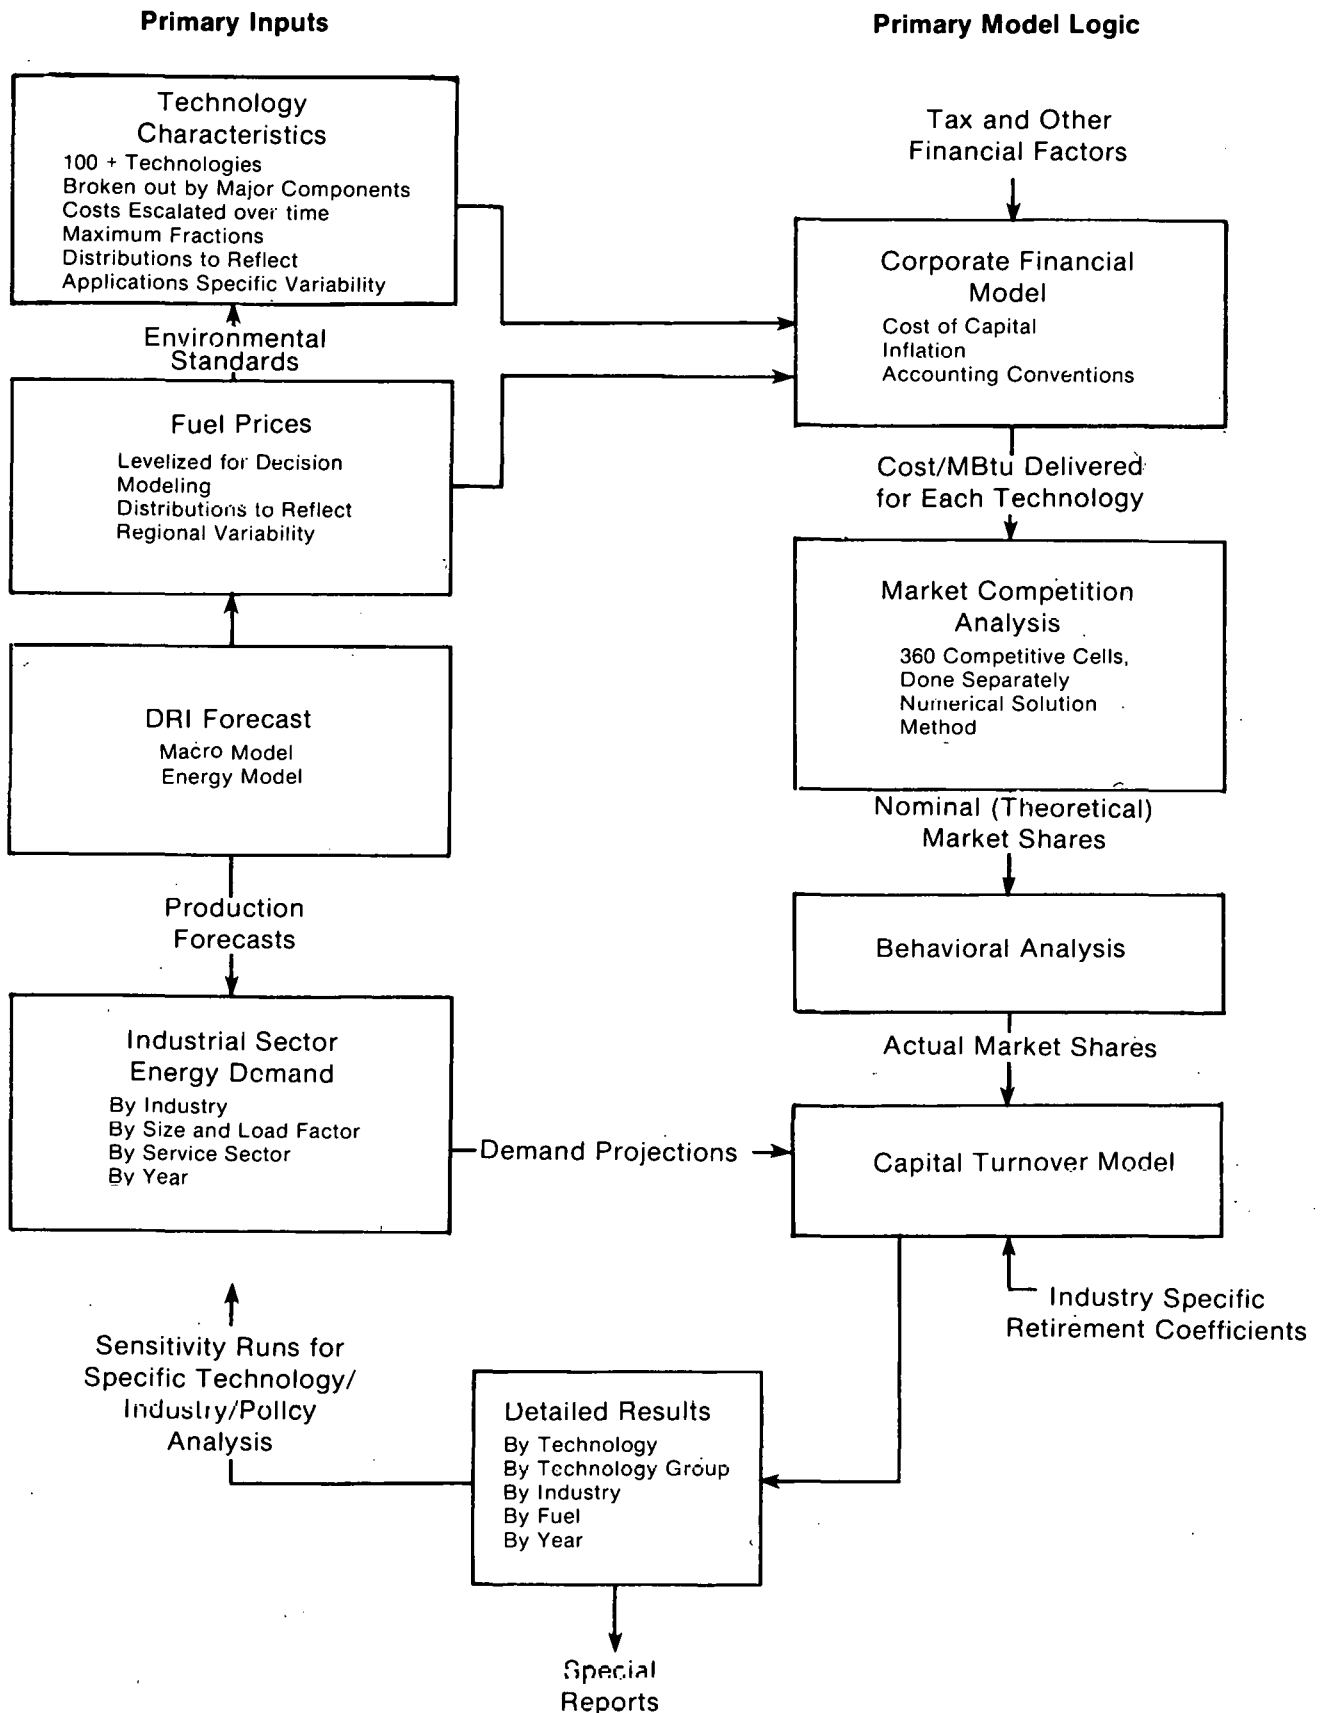 Primary Inputs
Primary Model Logic
Technology
Characteristics
100 + Technologies
Broken out by Major Components
Costs Escalated over time
Maximum Fractions
Distributions to Reflect
Applications Specific Variability
Environmental
Standards
Fuel Prices
Levelized for Decision
Modeling
Distributions to Reflect
Regional Variability
DRI Forecast
Macro Model
Energy Model
Production
Forecasts
Industrial Sector
Energy Demand
By Industry
By Size and Load Factor
By Service Sector
By Year
Demand Projections
Sensitivity Runs for
Specific Technology/
Industry/Policy
Analysis
Tax and Other
Financial Factors
Corporate Financial
Model
Cost of Capital
Inflation
Accounting Conventions
Cost/MBtu Delivered
for Each Technology
Market Competition
Analysis
360 Competitive Cells,
Done Separately
Numerical Solution
Method
Nominal (Theoretical)
Market Shares
Behavioral Analysis
Actual Market Shares
Capital Turnover Model
Industry Specific
Retirement Coefficients
Detailed Results
By Technology
By Technology Group
By Industry
By Fuel
By Year
Special
Reports